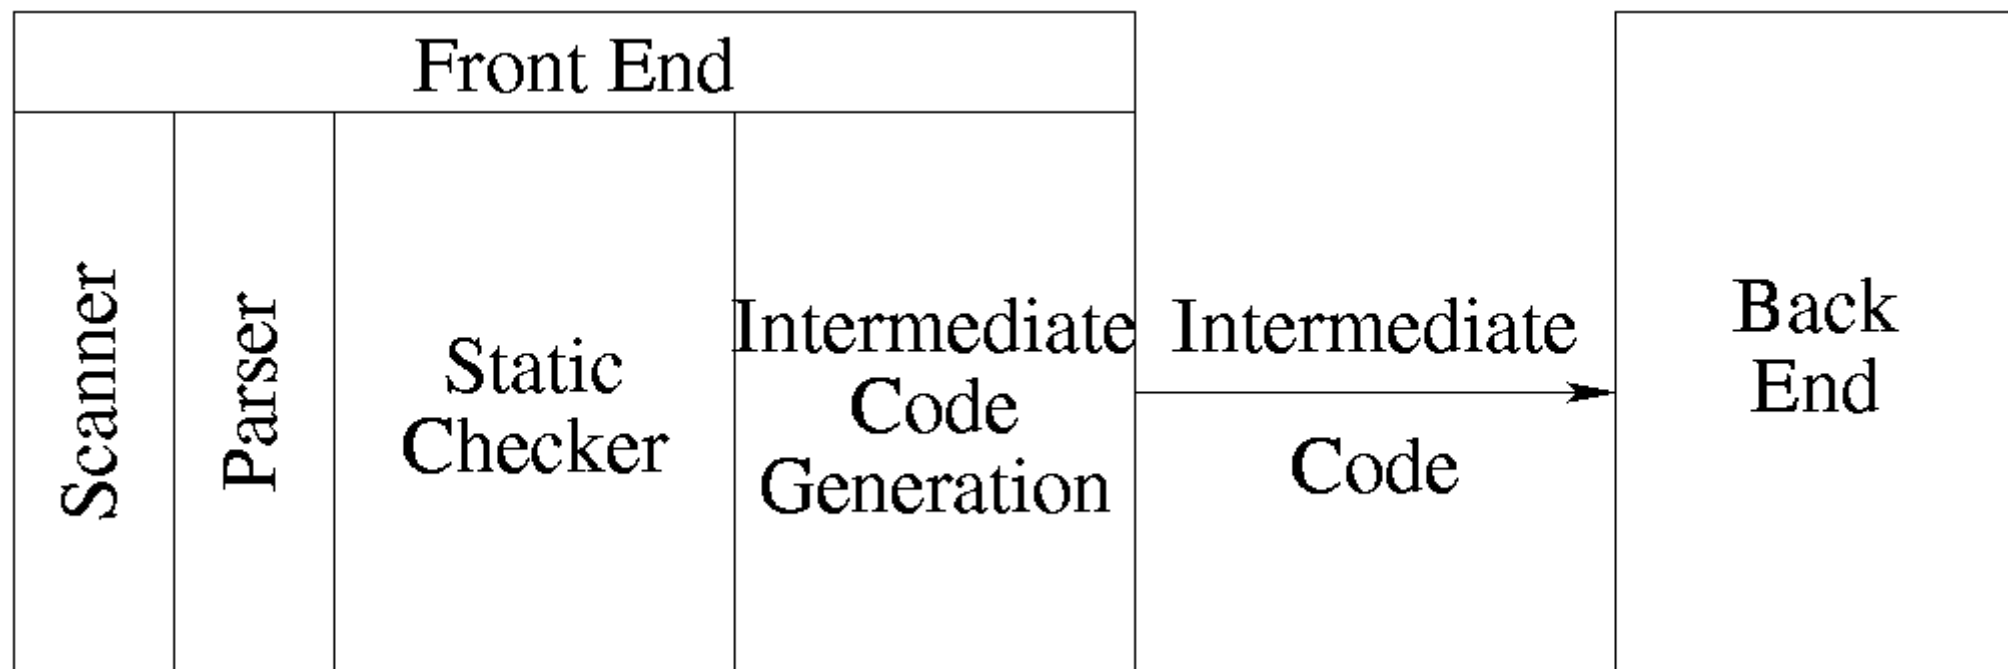 Front End
Scanner
Parser
Static
Checker
Intermediate
Code
Generation
Intermediate
Code
Back
End